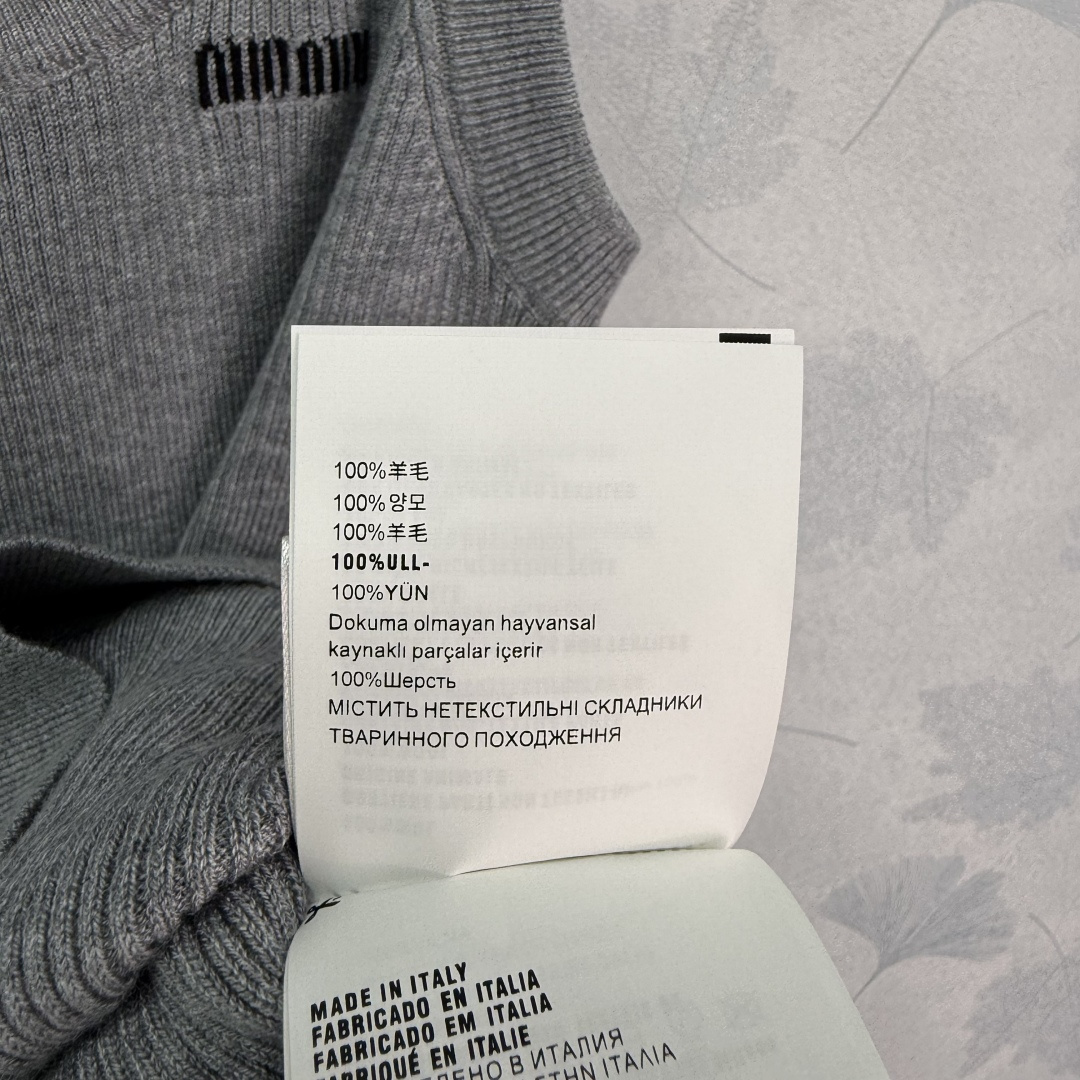 100%羊毛
100%양모
100%羊毛
100%ULL-
100%YÜN
Dokuma olmayan hayvansal
kaynaklı parçalar içerir
100%Шерсть
МІСТИТЬ НЕТЕКСТИЛЬНІ СКЛАДНИКИ
ТВАРИННОГО ПОХОДЖЕННЯ
MADE IN ITALY
FABRICADO EN ITALIA
FABRICADO EM ITALIA
FABRIQUÉ EN ITALIE
В ИТАЛИЯ
ΙΤΑΛΙΑ